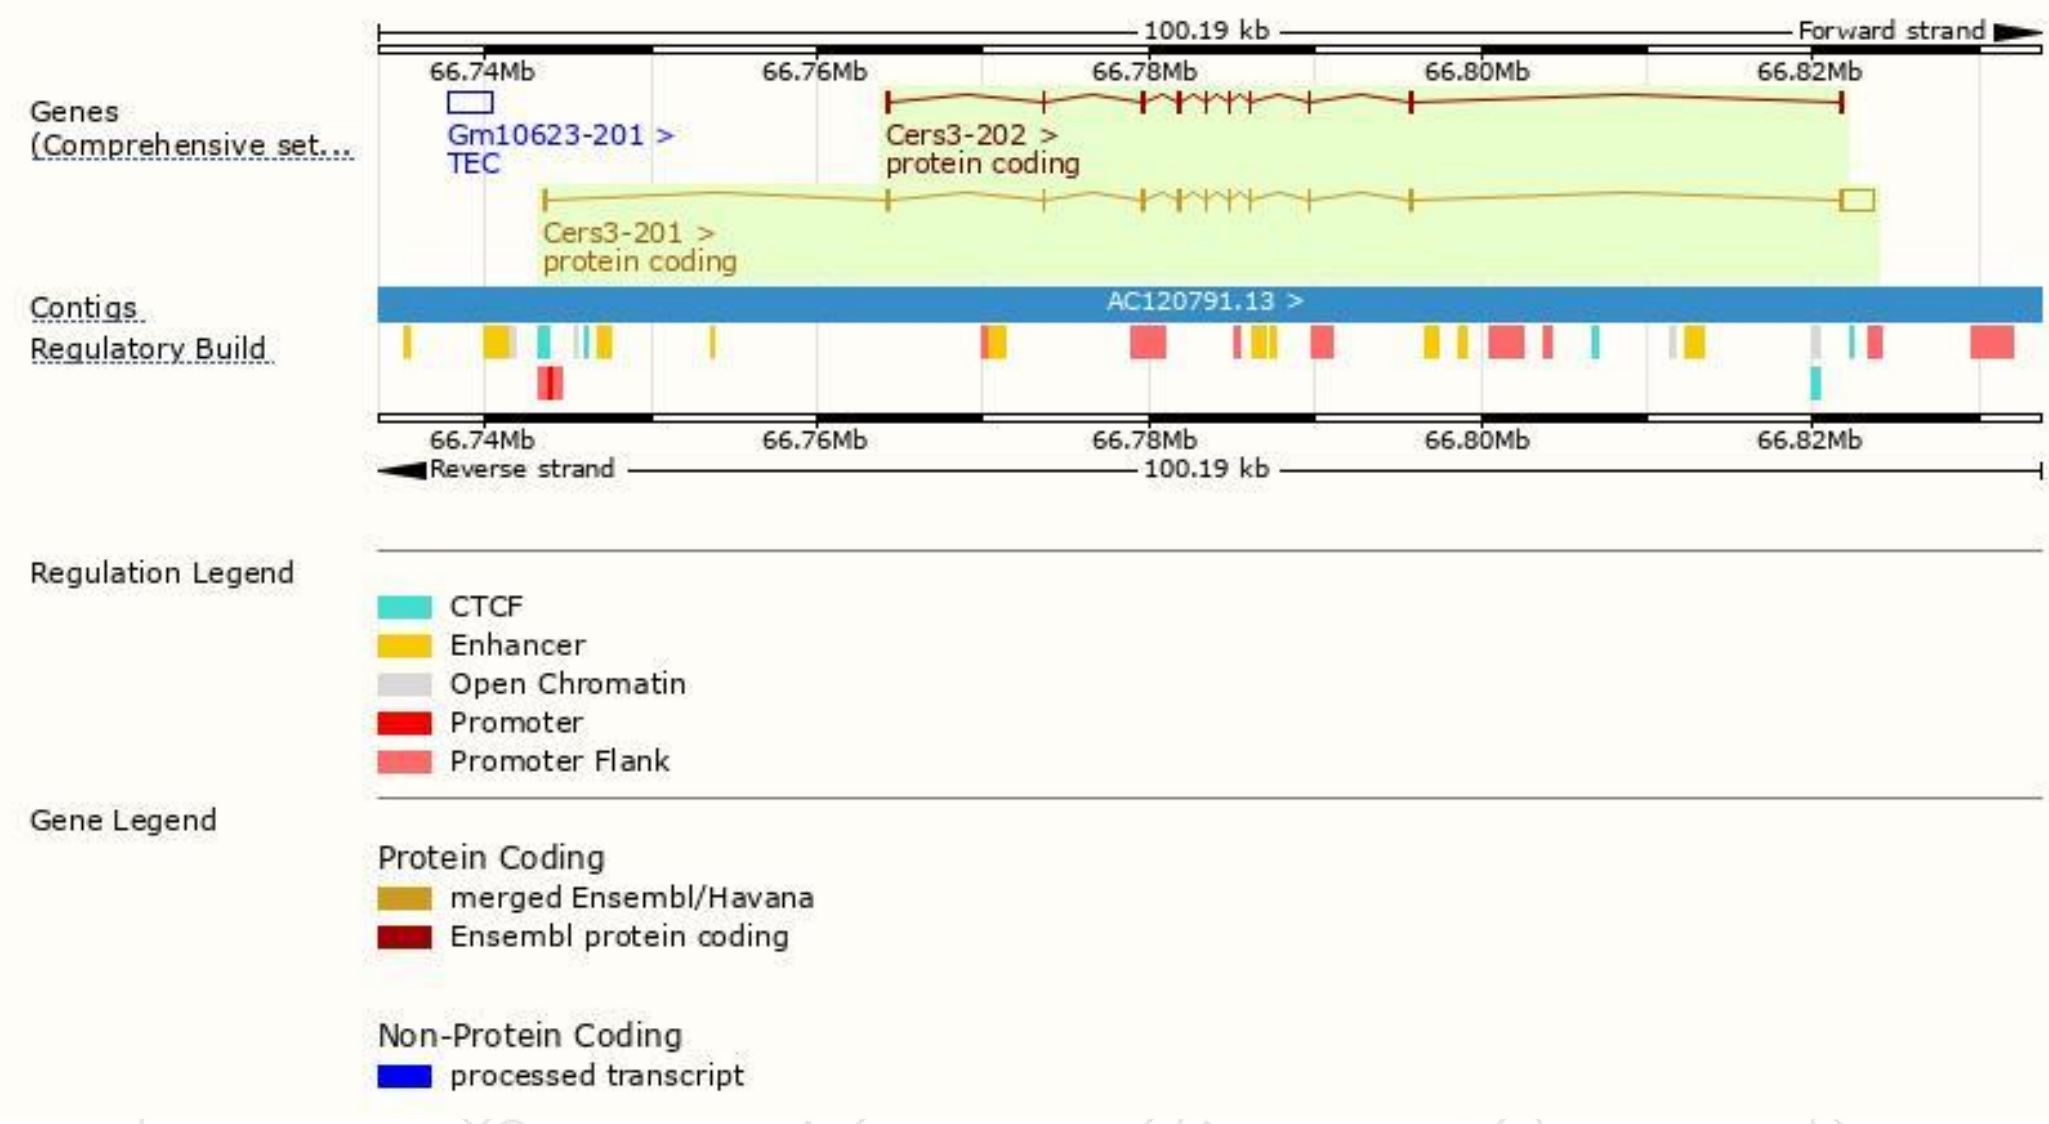 100.19 kb Forward strand
66.74Mb 66.76Mb 66.78Mb 66.80Mb 66.82Mb
Genes
(Comprehensive set...
Gm10623-201 >
TEC
Cers3-202 >
protein coding
Cers3-201 >
protein coding
Contigs
AC120791.13 >
Regulatory Build
66.74Mb 66.76Mb 66.78Mb 66.80Mb 66.82Mb
Reverse strand 100.19 kb
Regulation Legend
CTCF
Enhancer
Open Chromatin
Promoter
Promoter Flank
Gene Legend
Protein Coding
merged Ensembl/Havana
Ensembl protein coding
Non-Protein Coding
processed transcript